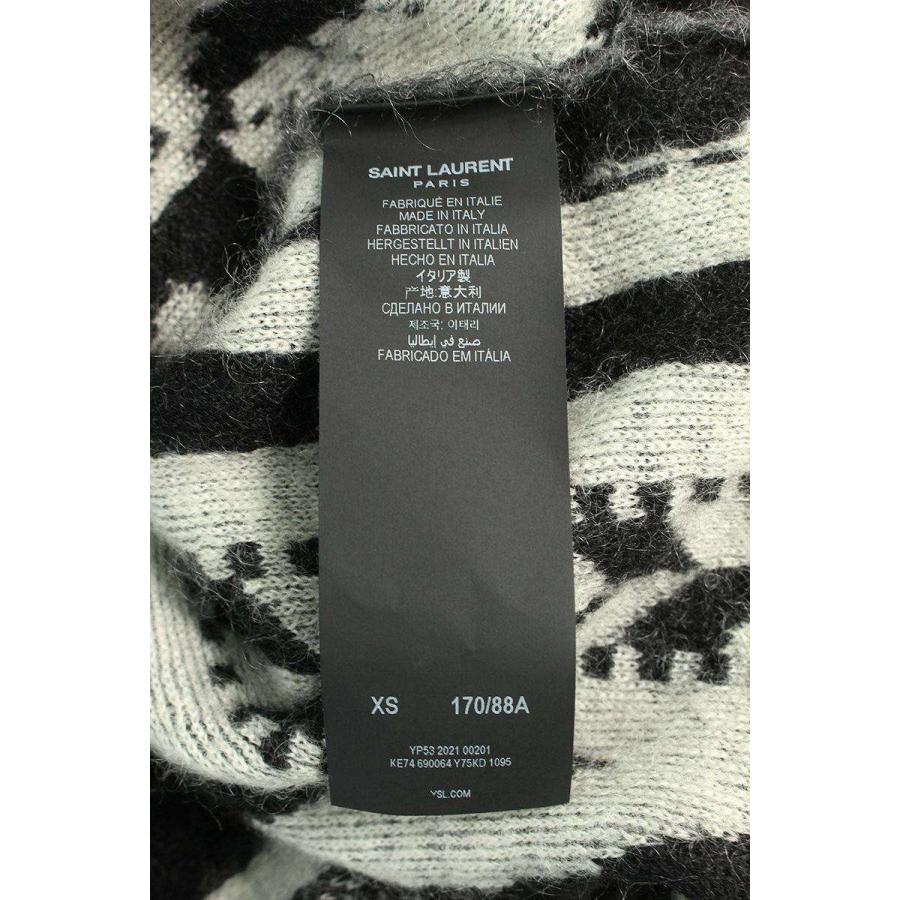 SAINT LAURENT
PARIS
FABRIQUÉ EN ITALIE
MADE IN ITALY
FABBRICATO IN ITALIA
HERGESTELLT IN ITALIEN
HECHO EN ITALIA
イタリア製
产地:意大利
СДЕЛАНО В ИТАЛИИ
제조국: 이태리
صنع في إيطاليا
FABRICADO EM ITÁLIA
XS 170/88A
YP53 2021 00201
KE74 690064 Y75KD 1095
YSL.COM